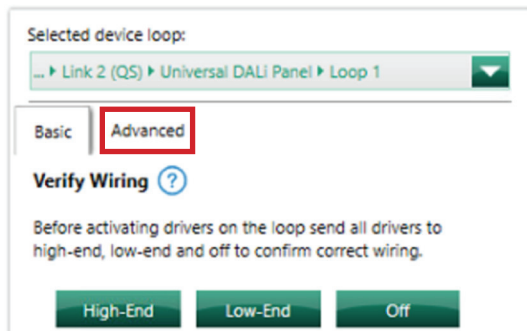 Selected device loop:
... ▸ Link 2 (QS) ▸ Universal DALi Panel ▸ Loop 1
Basic Advanced
Verify Wiring ?
Before activating drivers on the loop send all drivers to
high-end, low-end and off to confirm correct wiring.
High-End Low-End Off